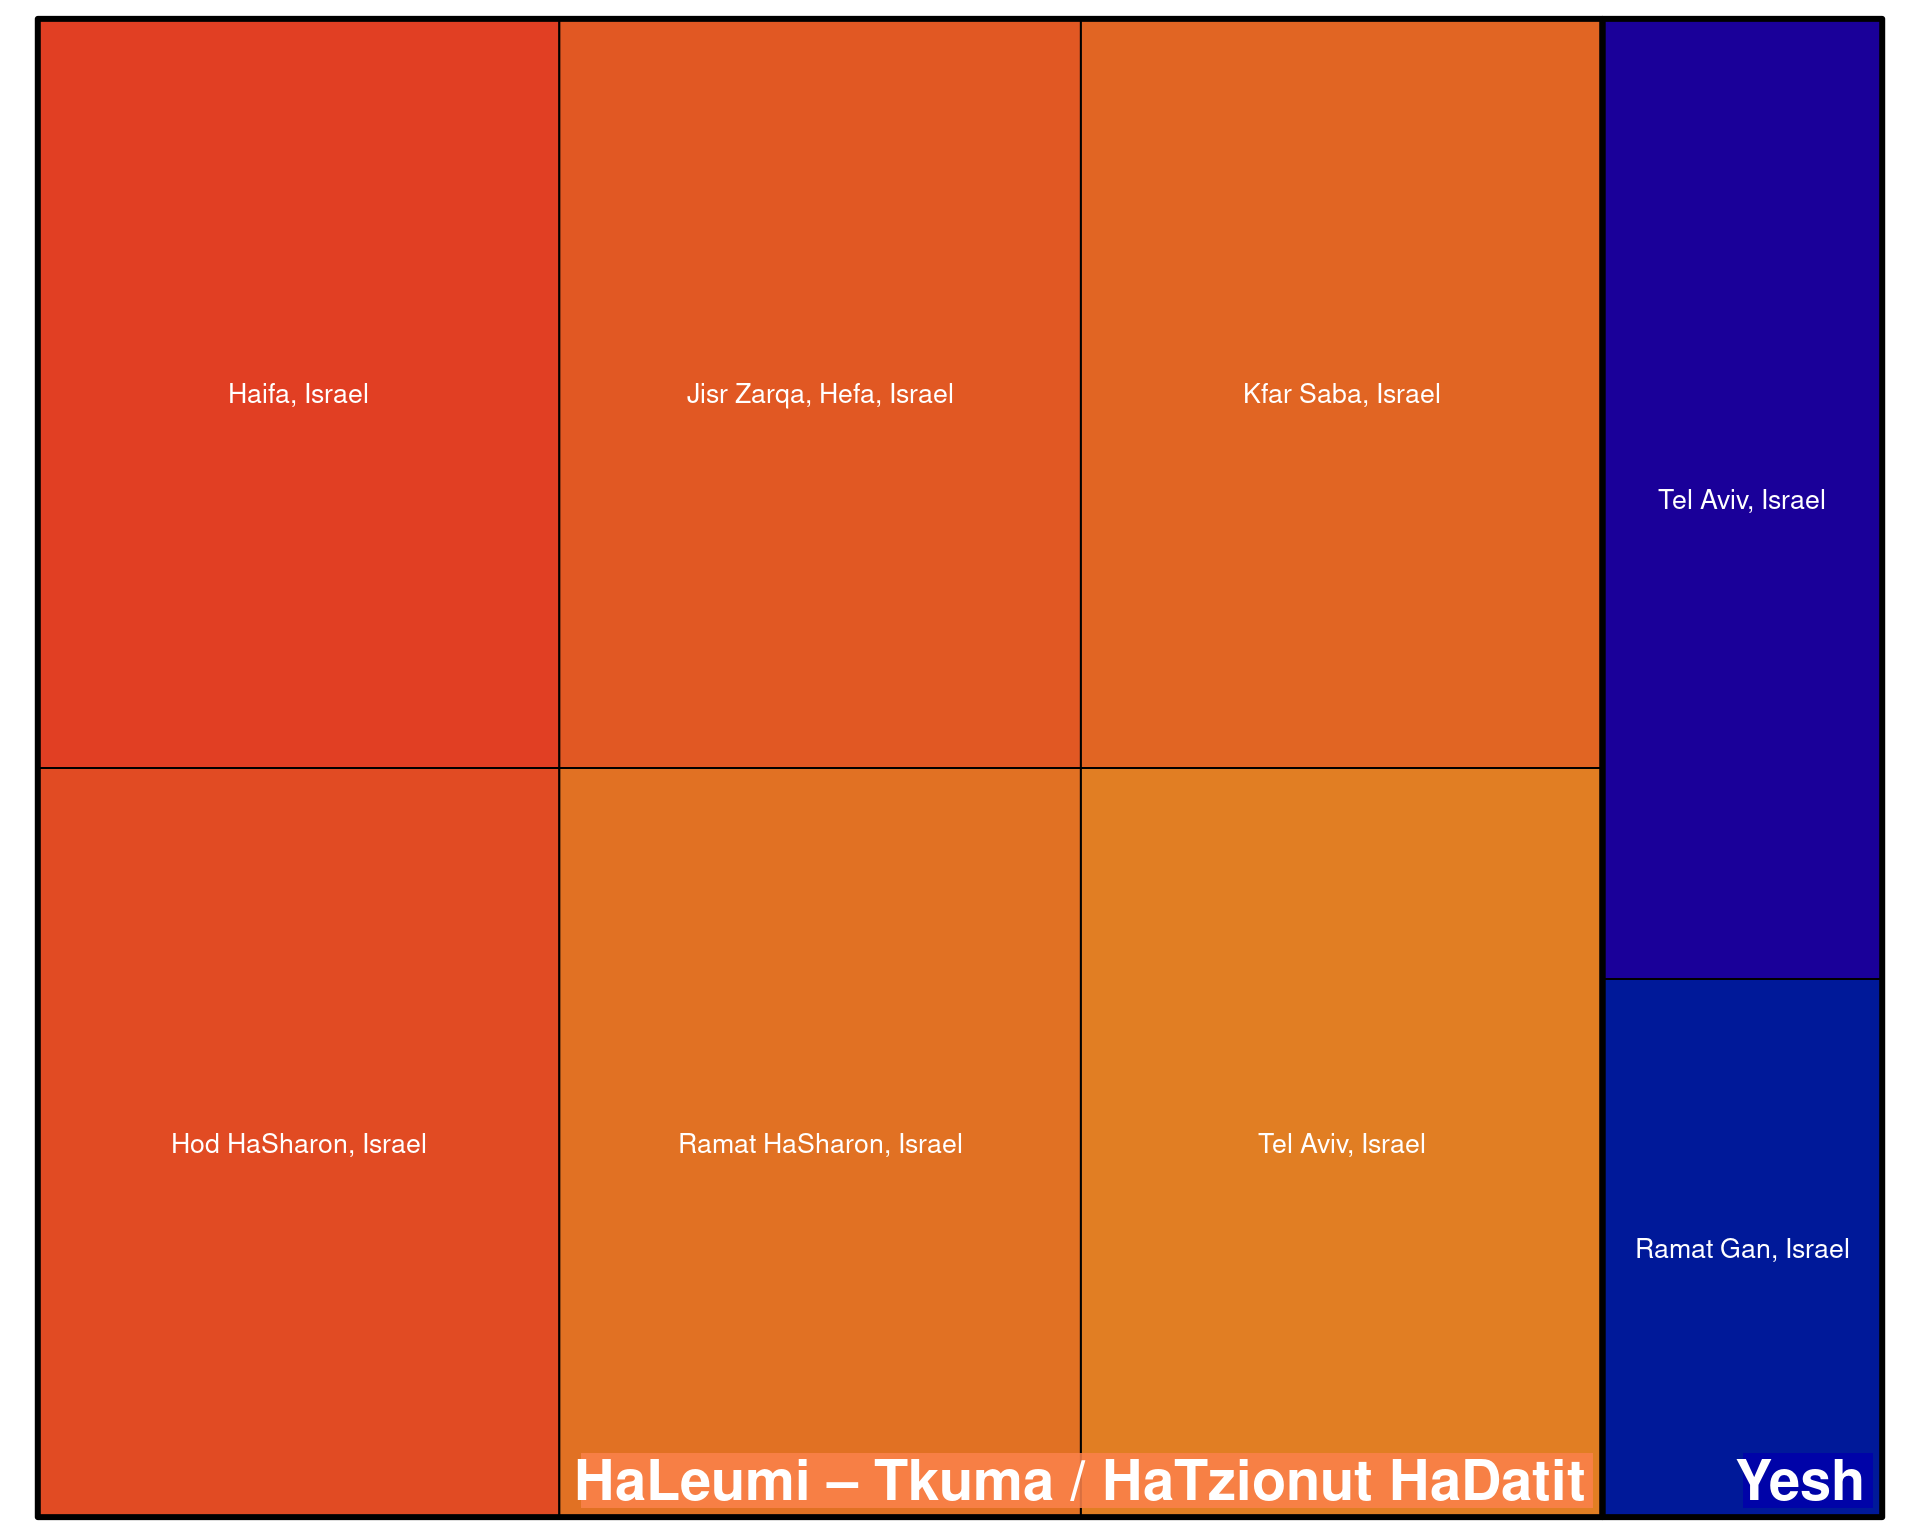 Haifa, Israel
Jisr Zarqa, Hefa, Israel
Kfar Saba, Israel
Tel Aviv, Israel
Hod HaSharon, Israel
Ramat HaSharon, Israel
Tel Aviv, Israel
Ramat Gan, Israel
HaLeumi – Tkuma / HaTzionut HaDatit
Yesh